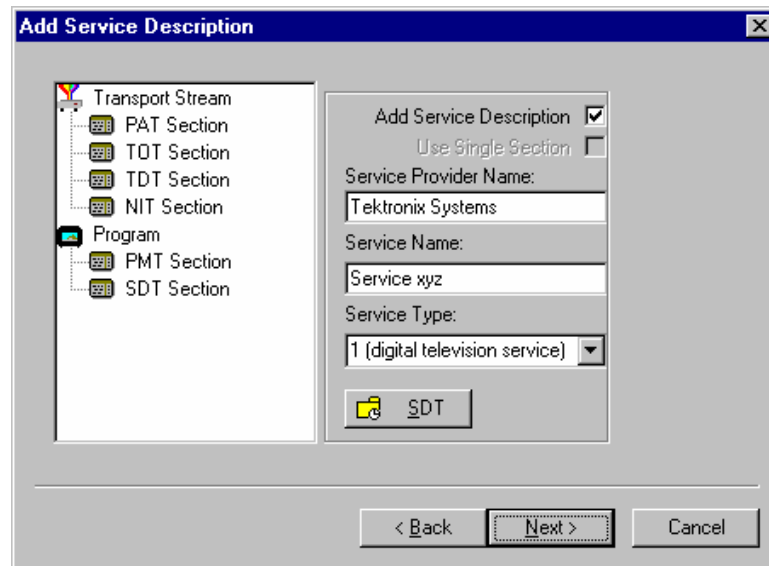 Add Service Description
Transport Stream
PAT Section
TOT Section
TDT Section
NIT Section
Program
PMT Section
SDT Section
Add Service Description
Use Single Section
Service Provider Name:
Tektronix Systems
Service Name:
Service xyz
Service Type:
1 (digital television service)
SDT
< Back
Next >
Cancel